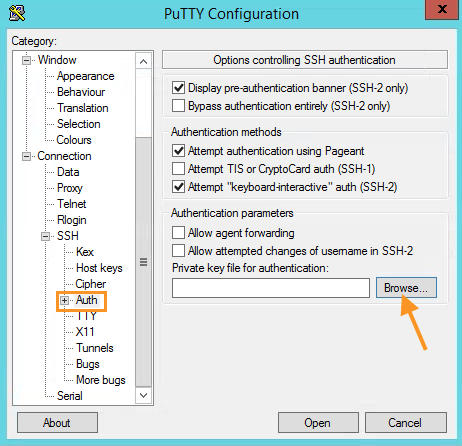 PuTTY Configuration
x
Category:
Window
Appearance
Behaviour
Translation
Selection
Colours
Connection
Data
Proxy
Telnet
Rlogin
SSH
Kex
Host keys
Cipher
Auth
TTY
X11
Tunnels
Bugs
More bugs
Serial
Options controlling SSH authentication
Display pre-authentication banner (SSH-2 only)
Bypass authentication entirely (SSH-2 only)
Authentication methods
Attempt authentication using Pageant
Attempt TIS or CryptoCard auth (SSH-1)
Attempt "keyboard-interactive" auth (SSH-2)
Authentication parameters
Allow agent forwarding
Allow attempted changes of username in SSH-2
Private key file for authentication:
Browse...
About
Open
Cancel